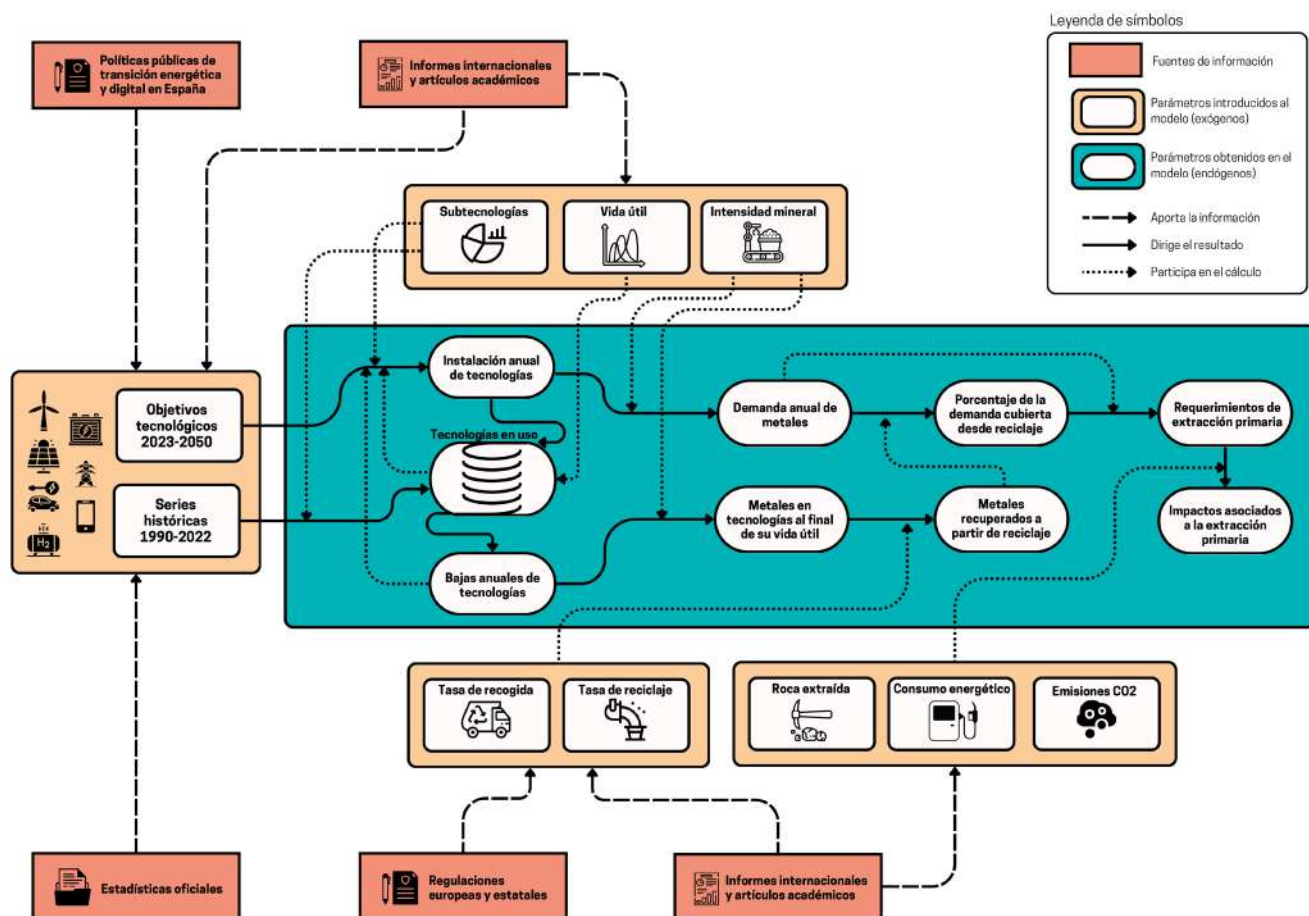 Leyenda de símbolos
Fuentes de información
Parámetros introducidos al
modelo (exógenos)
Parámetros obtenidos en el
modelo (endógenos)
Aporta la información
Dirige el resultado
Participa en el cálculo
Políticas públicas de
transición energética
y digital en España
Informes internacionales
y artículos académicos
Subtecnologías
Vida útil
Intensidad mineral
Objetivos
tecnológicos
2023-2050
Series
históricas
1990-2022
H2
Instalación anual
de tecnologías
Tecnologías en uso
Bajas anuales de
tecnologías
Demanda anual de
metales
Metales en
tecnologías al final
de su vida útil
Porcentaje de la
demanda cubierta
desde reciclaje
Metales
recuperados a
partir de reciclaje
Requerimientos de
extracción primaria
Impactos asociados
a la extracción
primaria
Tasa de recogida
Tasa de reciclaje
Roca extraída
Consumo energético
Emisiones CO2
Estadísticas oficiales
Regulaciones
europeas y estatales
Informes internacionales
y artículos académicos